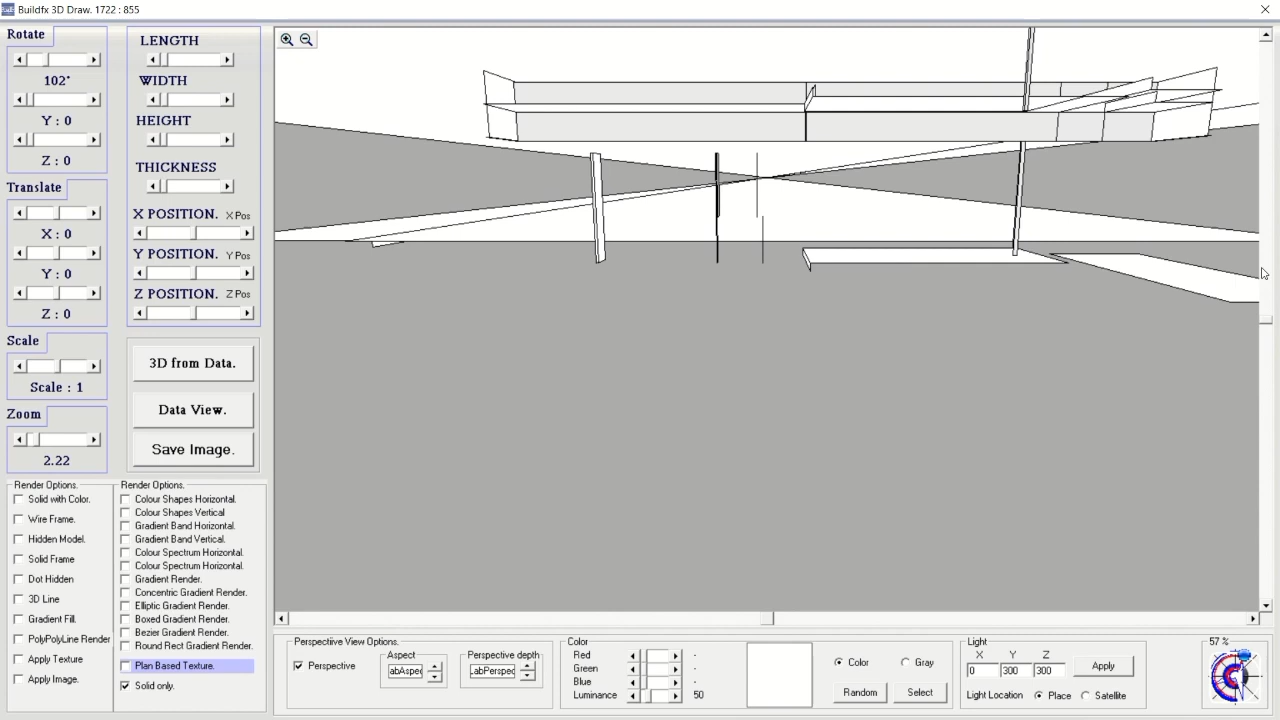 Buildfx 3D Draw. 1722 : 855
Rotate
102°
Y : 0
Z : 0
Translate
X : 0
Y : 0
Z : 0
Scale
Scale : 1
Zoom
2.22
LENGTH
WIDTH
HEIGHT
THICKNESS
X POSITION. X Pos
Y POSITION. Y Pos
Z POSITION. Z Pos
3D from Data.
Data View.
Save Image.
Render Options.
Solid with Color.
Wire Frame.
Hidden Model.
Solid Frame
Dot Hidden
3D Line
Gradient Fill.
PolyPolyLine Render
Apply Texture
Apply Image.
Render Options.
Colour Shapes Horizontal.
Colour Shapes Vertical
Gradient Band Horizontal.
Gradient Band Vertical.
Colour Spectrum Horizontal.
Colour Spectrum Horizontal.
Gradient Render.
Concentric Gradient Render.
Elliptic Gradient Render.
Boxed Gradient Render.
Bezier Gradient Render.
Round Rect Gradient Render.
Plan Based Texture.
Solid only.
Perspective View Options.
Perspective
Aspect
abAspec
Perspective depth
.abPerspec
Color
Red -
Green -
Blue -
Luminance 50
Color Gray
Random Select
Light
X Y Z
0 300 300 Apply
Light Location Place Satellite
57 %